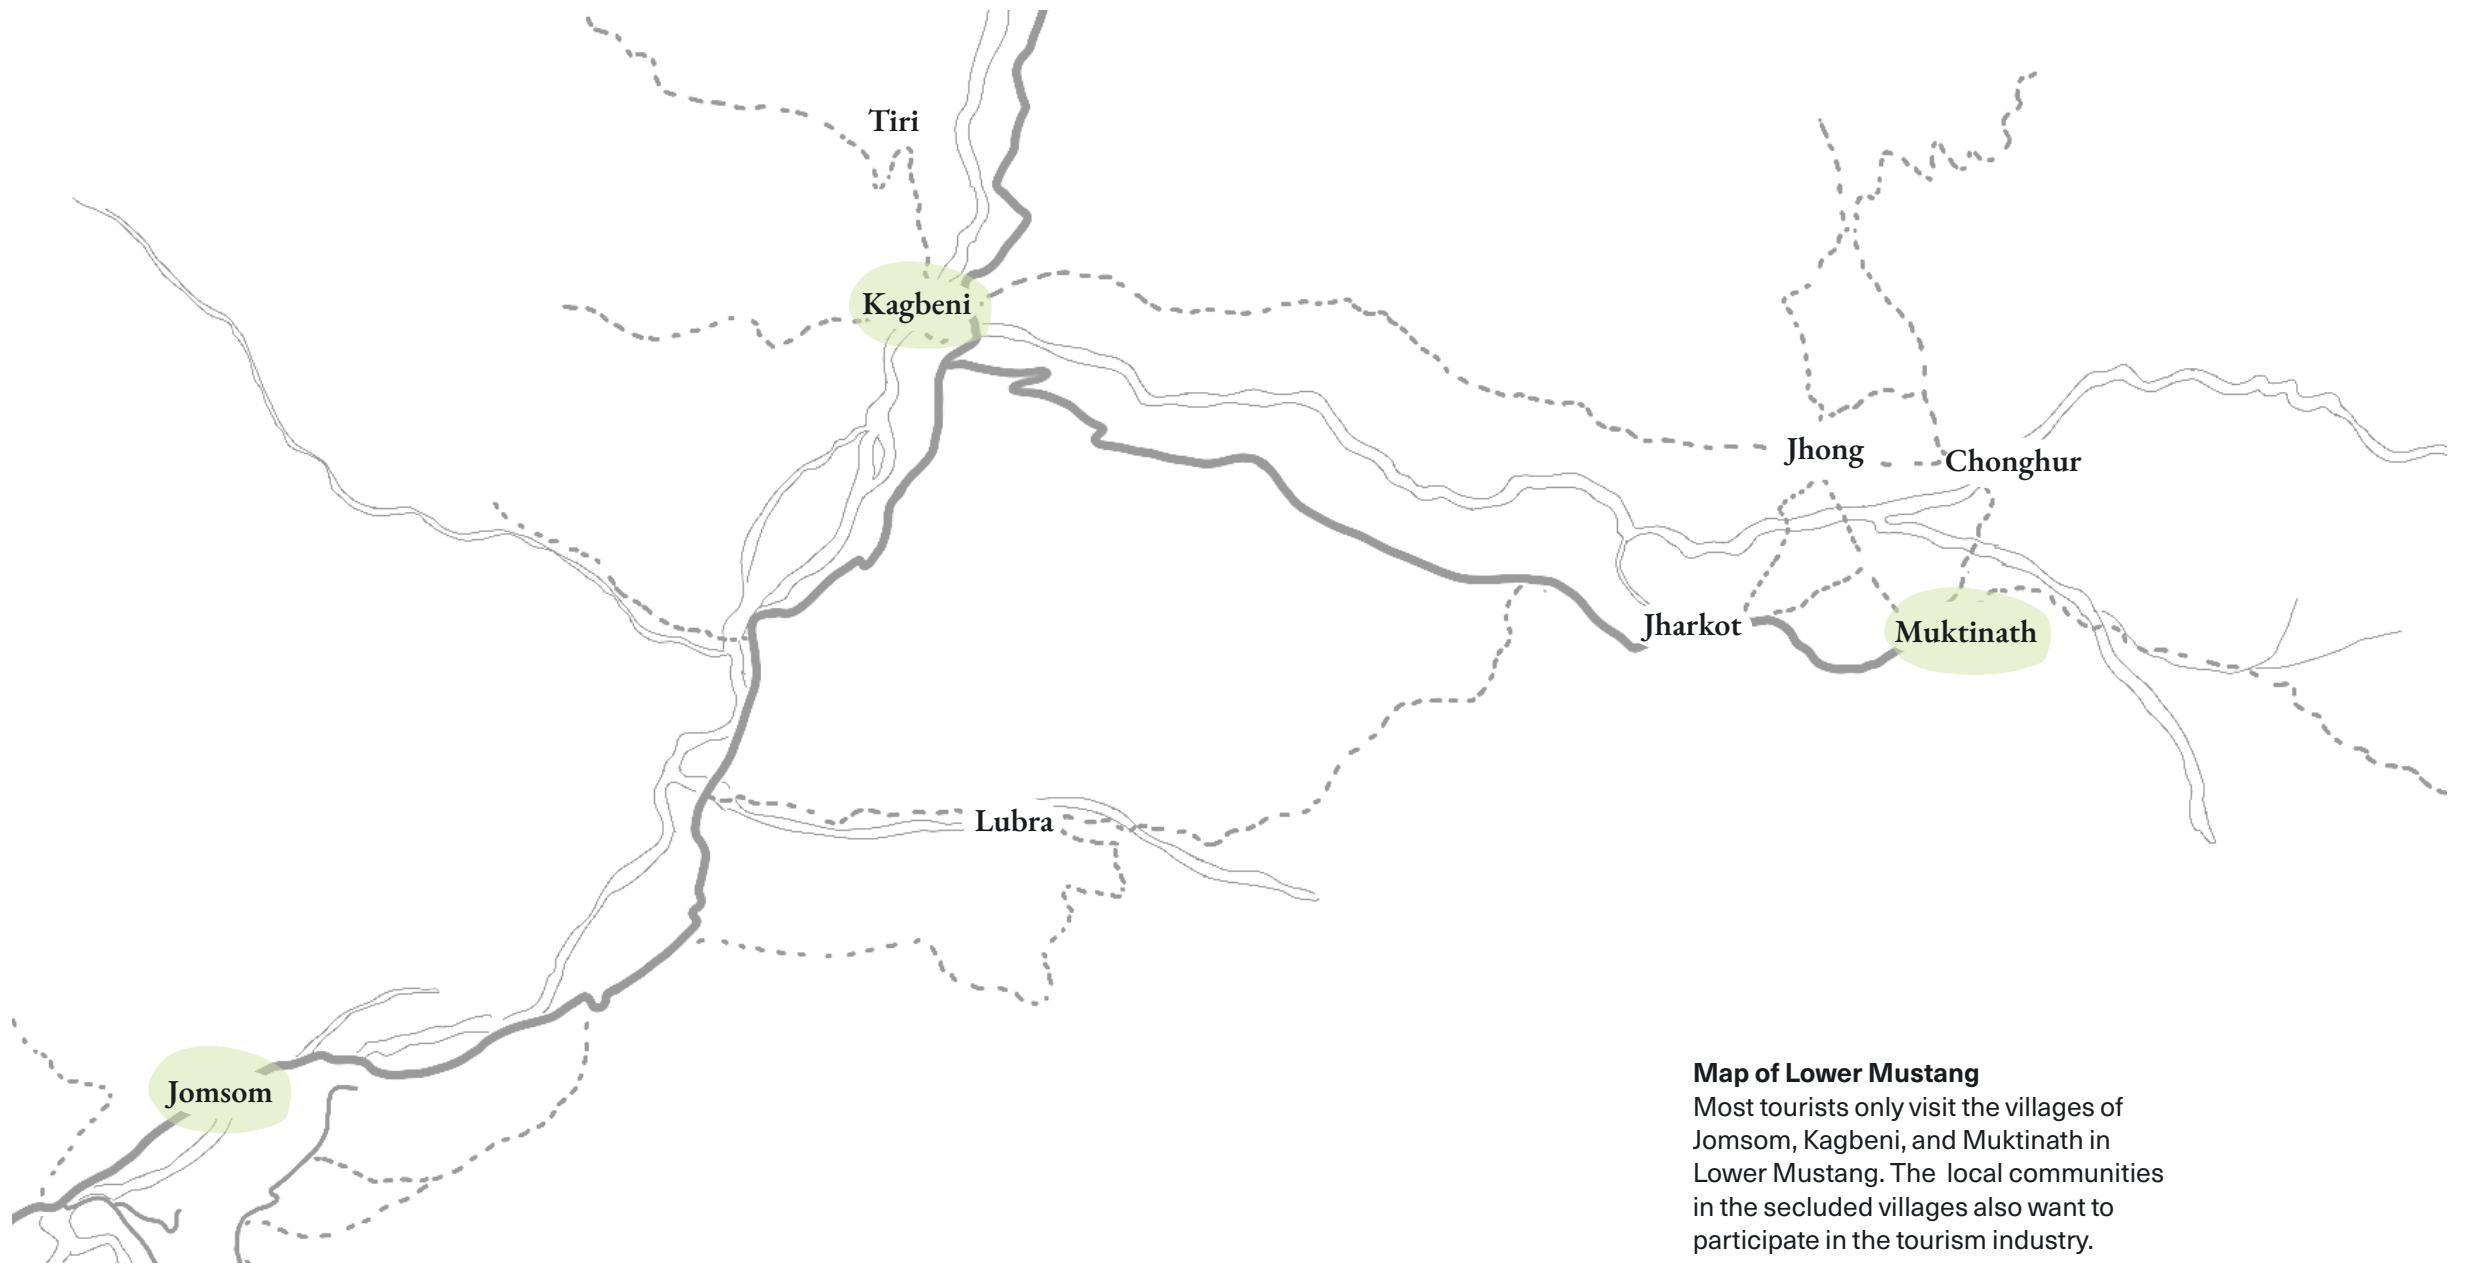 Tiri
Kagbeni
Jhong
Chonghur
Jharkot
Muktinath
Lubra
Jomsom
Map of Lower Mustang
Most tourists only visit the villages of
Jomsom, Kagbeni, and Muktinath in
Lower Mustang. The local communities
in the secluded villages also want to
participate in the tourism industry.